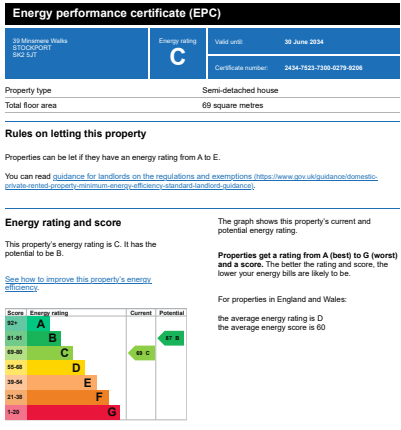 Energy performance certificate (EPC)
39 Minsmere Walks
STOCKPORT
SK2 5JT
Energy rating
C
Valid until: 30 June 2034
Certificate number: 2434-7523-7300-0279-9206
Property type Semi-detached house
Total floor area 69 square metres
Rules on letting this property
Properties can be let if they have an energy rating from A to E.
You can read guidance for landlords on the regulations and exemptions (https://www.gov.uk/guidance/domestic-
private-rented-property-minimum-energy-efficiency-standard-landlord-guidance).
Energy rating and score
This property's energy rating is C. It has the
potential to be B.
See how to improve this property's energy
efficiency.
Score Energy rating Current Potential
92+ A
81-91 B 87 B
69-80 C 69 C
55-68 D
39-54 E
21-38 F
1-20 G
The graph shows this property's current and
potential energy rating.
Properties get a rating from A (best) to G (worst)
and a score. The better the rating and score, the
lower your energy bills are likely to be.
For properties in England and Wales:
the average energy rating is D
the average energy score is 60